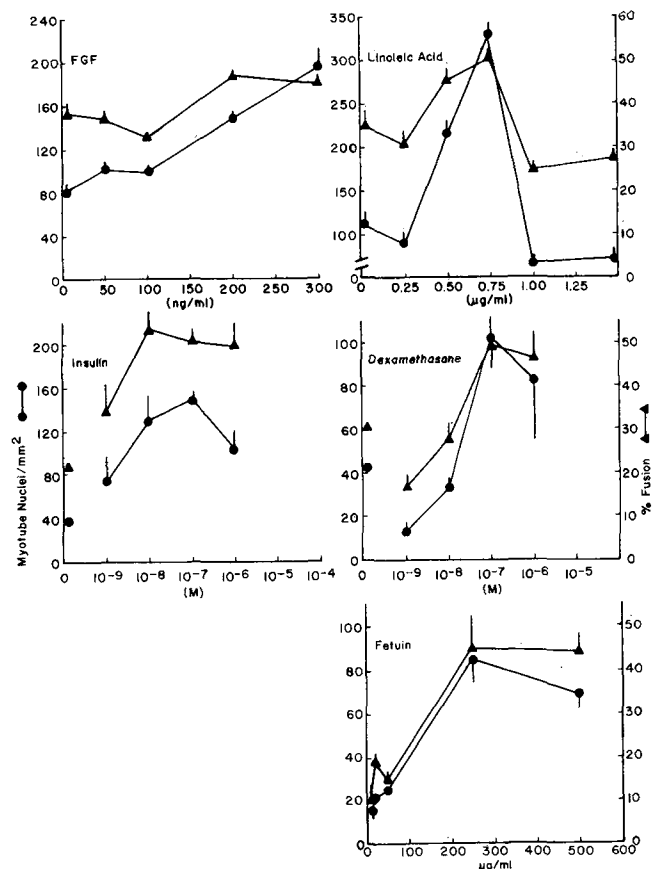 FGF
240
200
160
120
80
40
0
0 50 100 150 200 250 300
(ng/ml)
Linoleic Acid
350
300
250
200
150
100
60
50
40
30
20
10
0
0 0.25 0.50 0.75 1.00 1.25
(µg/ml)
Insulin
Myotube Nuclei/mm²
200
160
120
80
40
0
0 10⁻⁹ 10⁻⁸ 10⁻⁷ 10⁻⁶ 10⁻⁵ 10⁻⁴
(M)
Dexamethasone
100
80
60
40
20
0
50
40
30
20
10
0
% Fusion
0 10⁻⁹ 10⁻⁸ 10⁻⁷ 10⁻⁶ 10⁻⁵
(M)
Fetuin
100
80
60
40
20
0
50
40
30
20
10
0
0 100 200 300 400 500 600
µg/ml